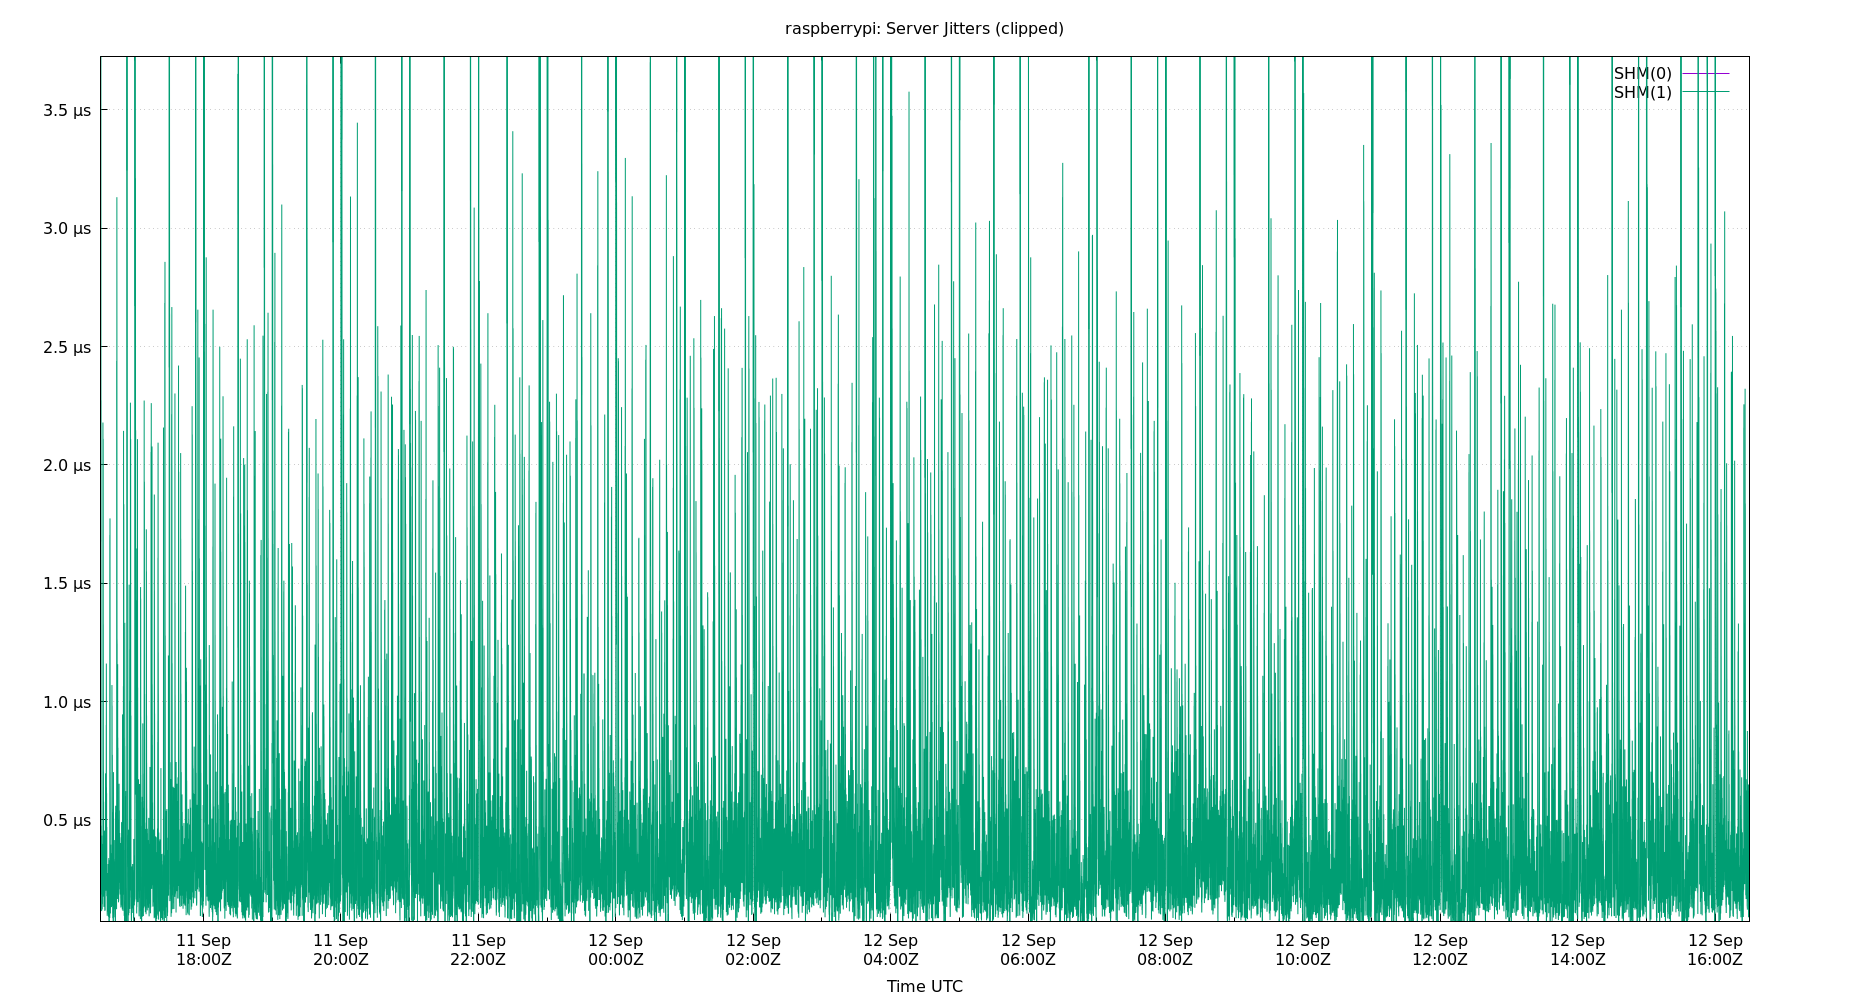 raspberrypi: Server Jitters (clipped)
SHM(0)
SHM(1)
3.5 µs
3.0 µs
2.5 µs
2.0 µs
1.5 µs
1.0 µs
0.5 µs
11 Sep 11 Sep 11 Sep 12 Sep 12 Sep 12 Sep 12 Sep 12 Sep 12 Sep 12 Sep 12 Sep 12 Sep
18:00Z 20:00Z 22:00Z 00:00Z 02:00Z 04:00Z 06:00Z 08:00Z 10:00Z 12:00Z 14:00Z 16:00Z
Time UTC